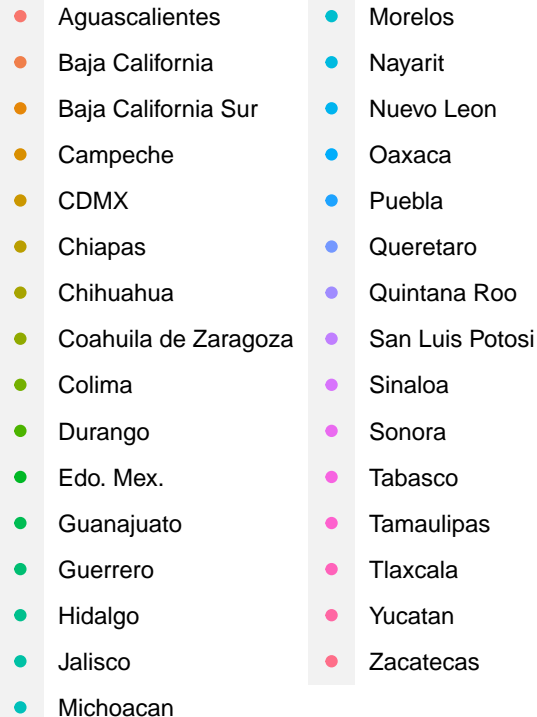 Aguascalientes
Baja California
Baja California Sur
Campeche
CDMX
Chiapas
Chihuahua
Coahuila de Zaragoza
Colima
Durango
Edo. Mex.
Guanajuato
Guerrero
Hidalgo
Jalisco
Michoacan
Morelos
Nayarit
Nuevo Leon
Oaxaca
Puebla
Queretaro
Quintana Roo
San Luis Potosi
Sinaloa
Sonora
Tabasco
Tamaulipas
Tlaxcala
Yucatan
Zacatecas